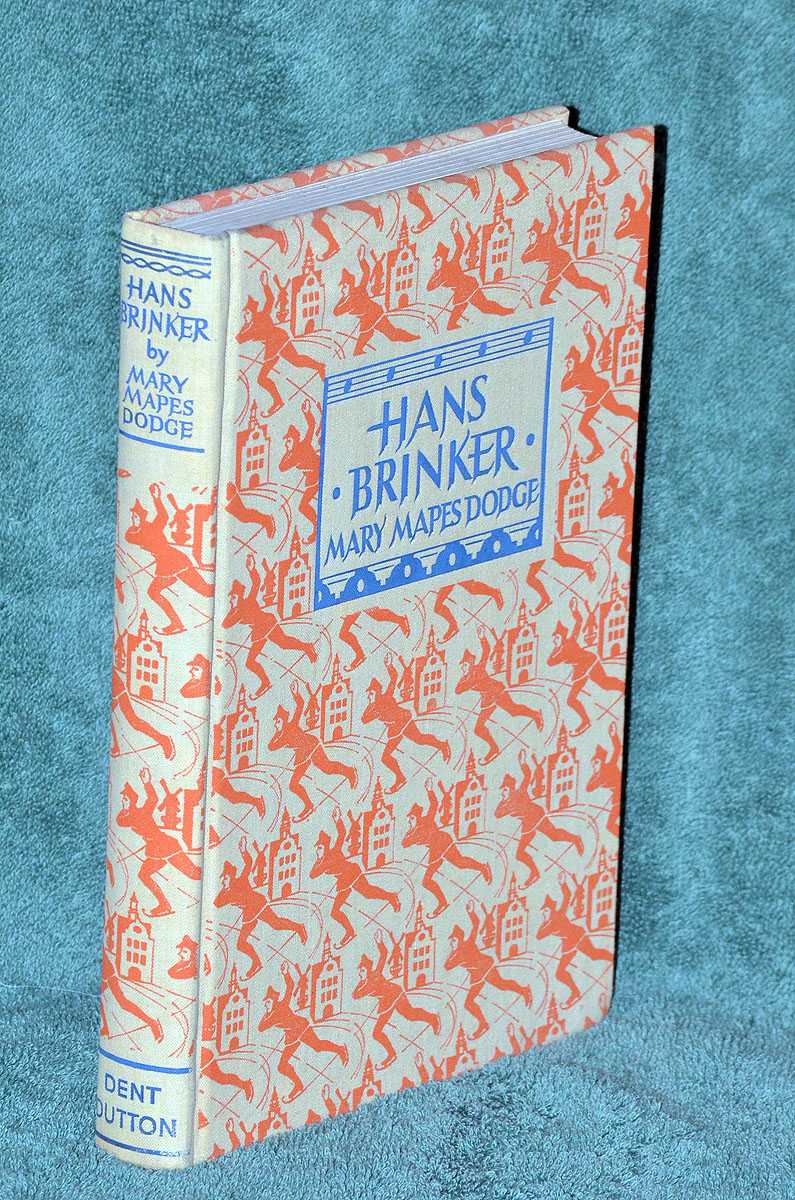 HANS
BRINKER
by
MARY
MAPES
DODGE
DENT
DUTTON
HANS
· BRINKER ·
MARY MAPES DODGE